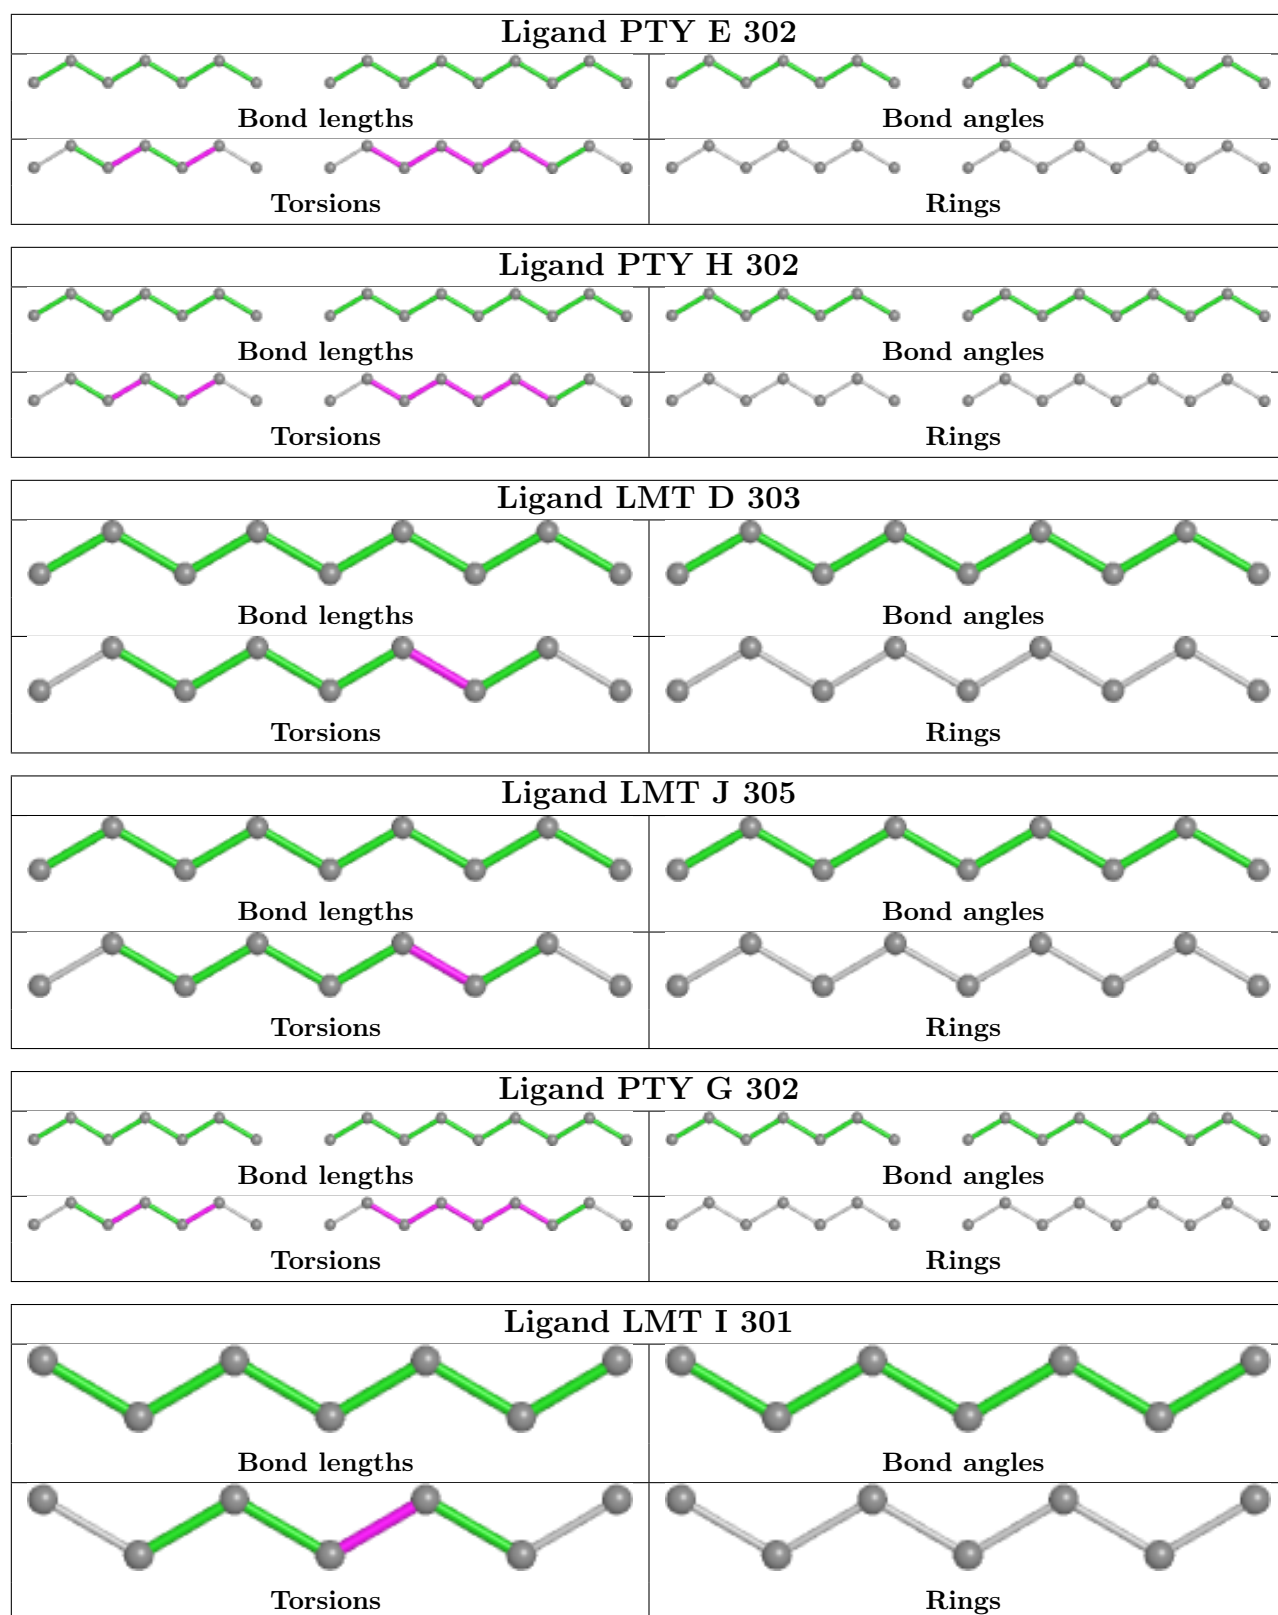 Ligand PTY E 302
Bond lengths Bond angles
Torsions Rings
Ligand PTY H 302
Bond lengths Bond angles
Torsions Rings
Ligand LMT D 303
Bond lengths Bond angles
Torsions Rings
Ligand LMT J 305
Bond lengths Bond angles
Torsions Rings
Ligand PTY G 302
Bond lengths Bond angles
Torsions Rings
Ligand LMT I 301
Bond lengths Bond angles
Torsions Rings